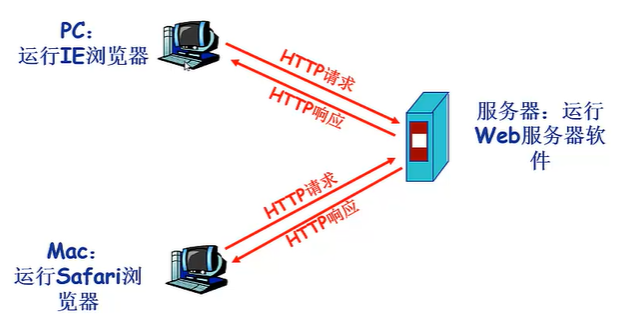 PC：
运行IE浏览器
HTTP请求
HTTP响应
服务器：运行
Web服务器软
件
HTTP请求
HTTP响应
Mac：
运行Safari浏
览器